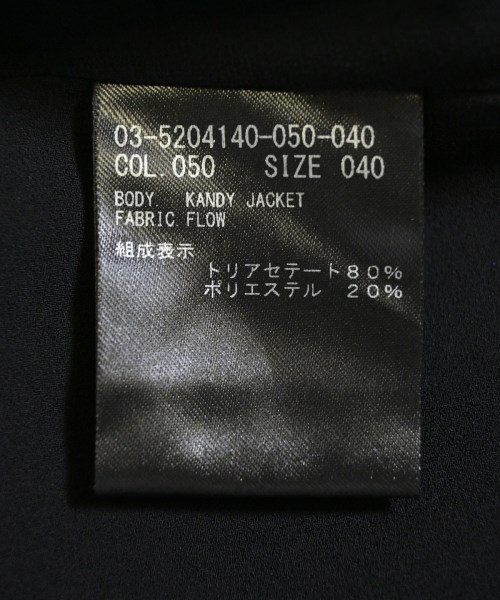 03-5204140-050-040
COL.050 SIZE 040
BODY. KANDY JACKET
FABRIC FLOW
組成表示
トリアセテート80%
ポリエステル 20%